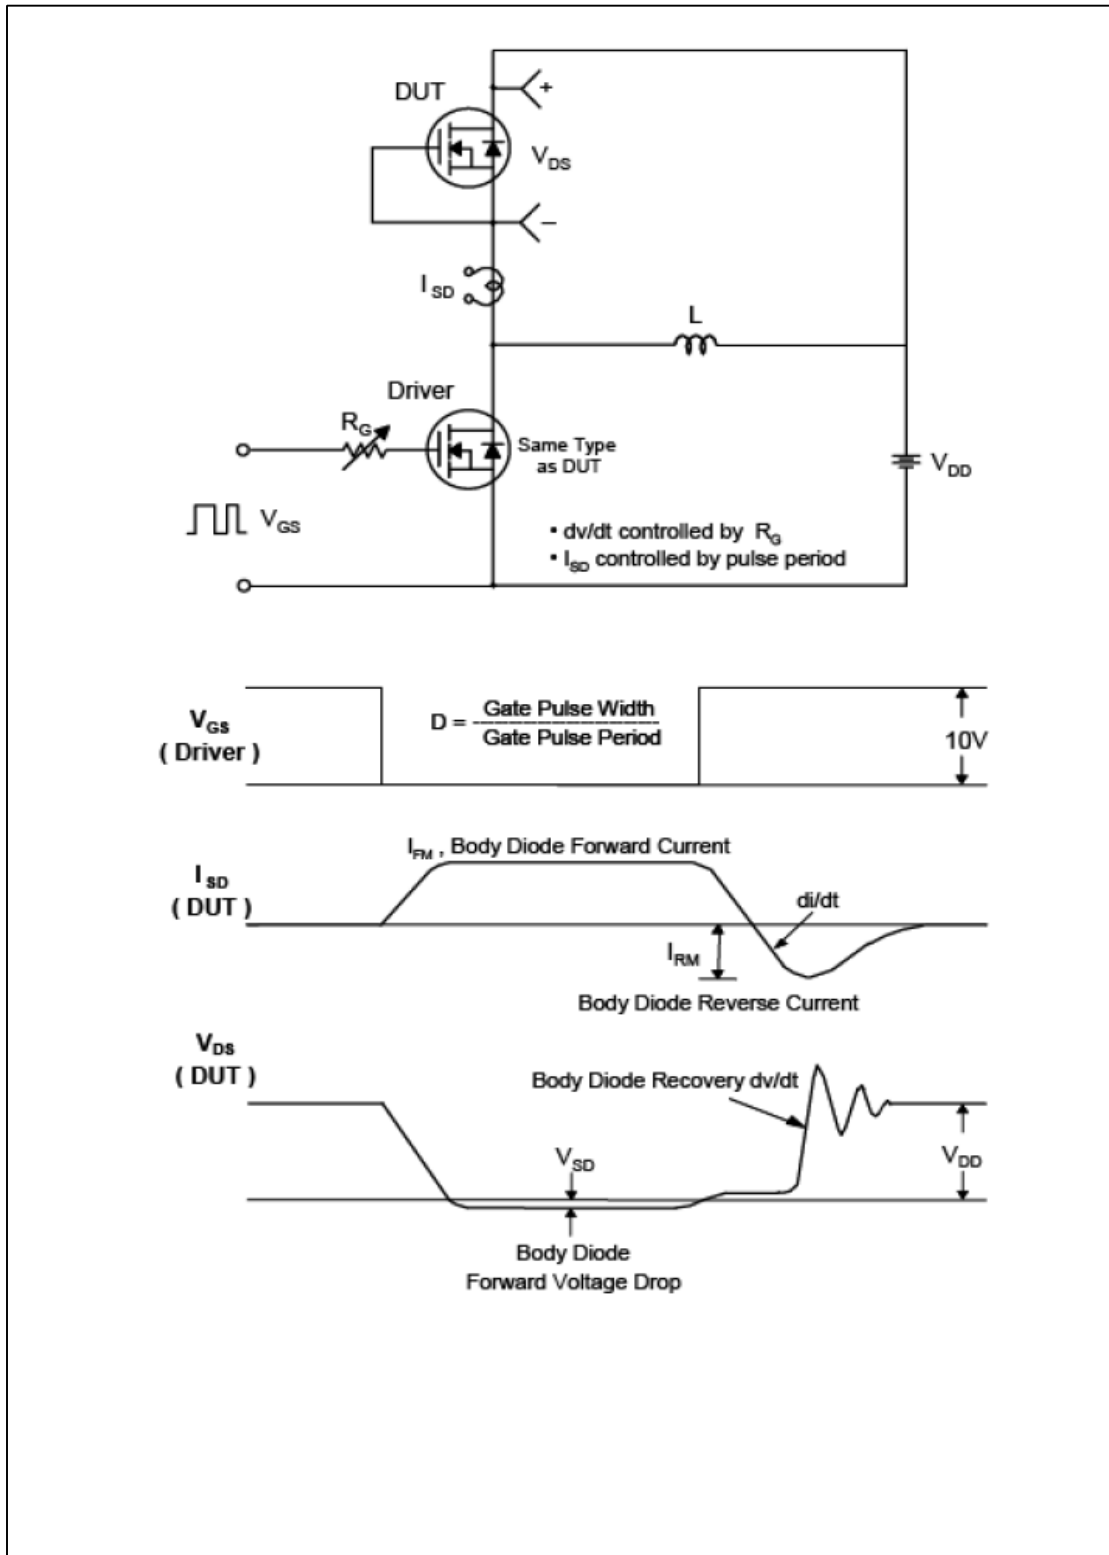 DUT
+
V_DS
–
I_SD
L
Driver
R_G
Same Type
as DUT
V_DD
V_GS
• dv/dt controlled by R_G
• I_SD controlled by pulse period
V_GS
( Driver )
D = Gate Pulse Width
Gate Pulse Period
10V
I_FM , Body Diode Forward Current
I_SD
( DUT )
di/dt
I_RM
Body Diode Reverse Current
V_DS
( DUT )
Body Diode Recovery dv/dt
V_SD
V_DD
Body Diode
Forward Voltage Drop